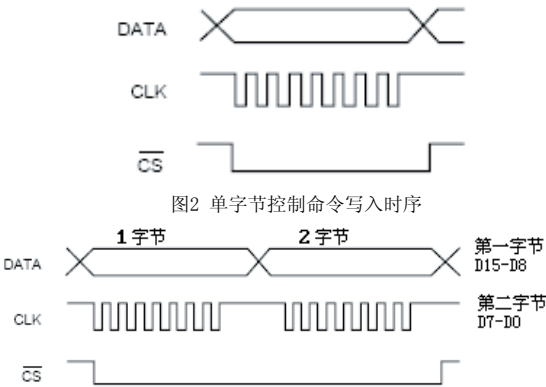 DATA
CLK
CS
图2 单字节控制命令写入时序
1字节 2字节
DATA
第一字节
D15-D8
CLK
第二字节
D7-D0
CS